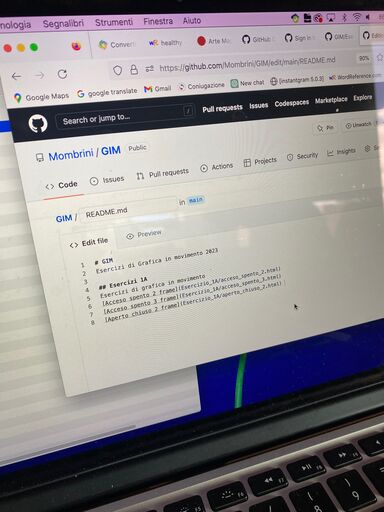 nologia Segnalibri Strumenti Finestra Aiuto
Converti healthy Arte Mo GitHub Sign in GIM/Ese Editi
https://github.com/Mombrini/GIM/edit/main/README.md 90%
Google Maps google translate Gmail Coniugazione New chat [instantgram 5.0.3] WordReference.com
Search or jump to... / Pull requests Issues Codespaces Marketplace Explore
Mombrini / GIM Public Pin Unwatch
Code Issues Pull requests Actions Projects Security Insights
GIM / README.md in main
Edit file Preview
1 # GIM
2 Esercizi di Grafica in movimento 2023
3
4 ## Esercizi 1A
5 Esercizi di grafica in movimento
6 [Acceso spento 2 frame](Esercizio_1A/acceso_spento_2.html)
7 [Acceso spento 3 frame](Esercizio_1A/acceso_spento_3.html)
8 [Aperto chiuso 2 frame](Esercizio_1A/aperto_chiuso_2.html)